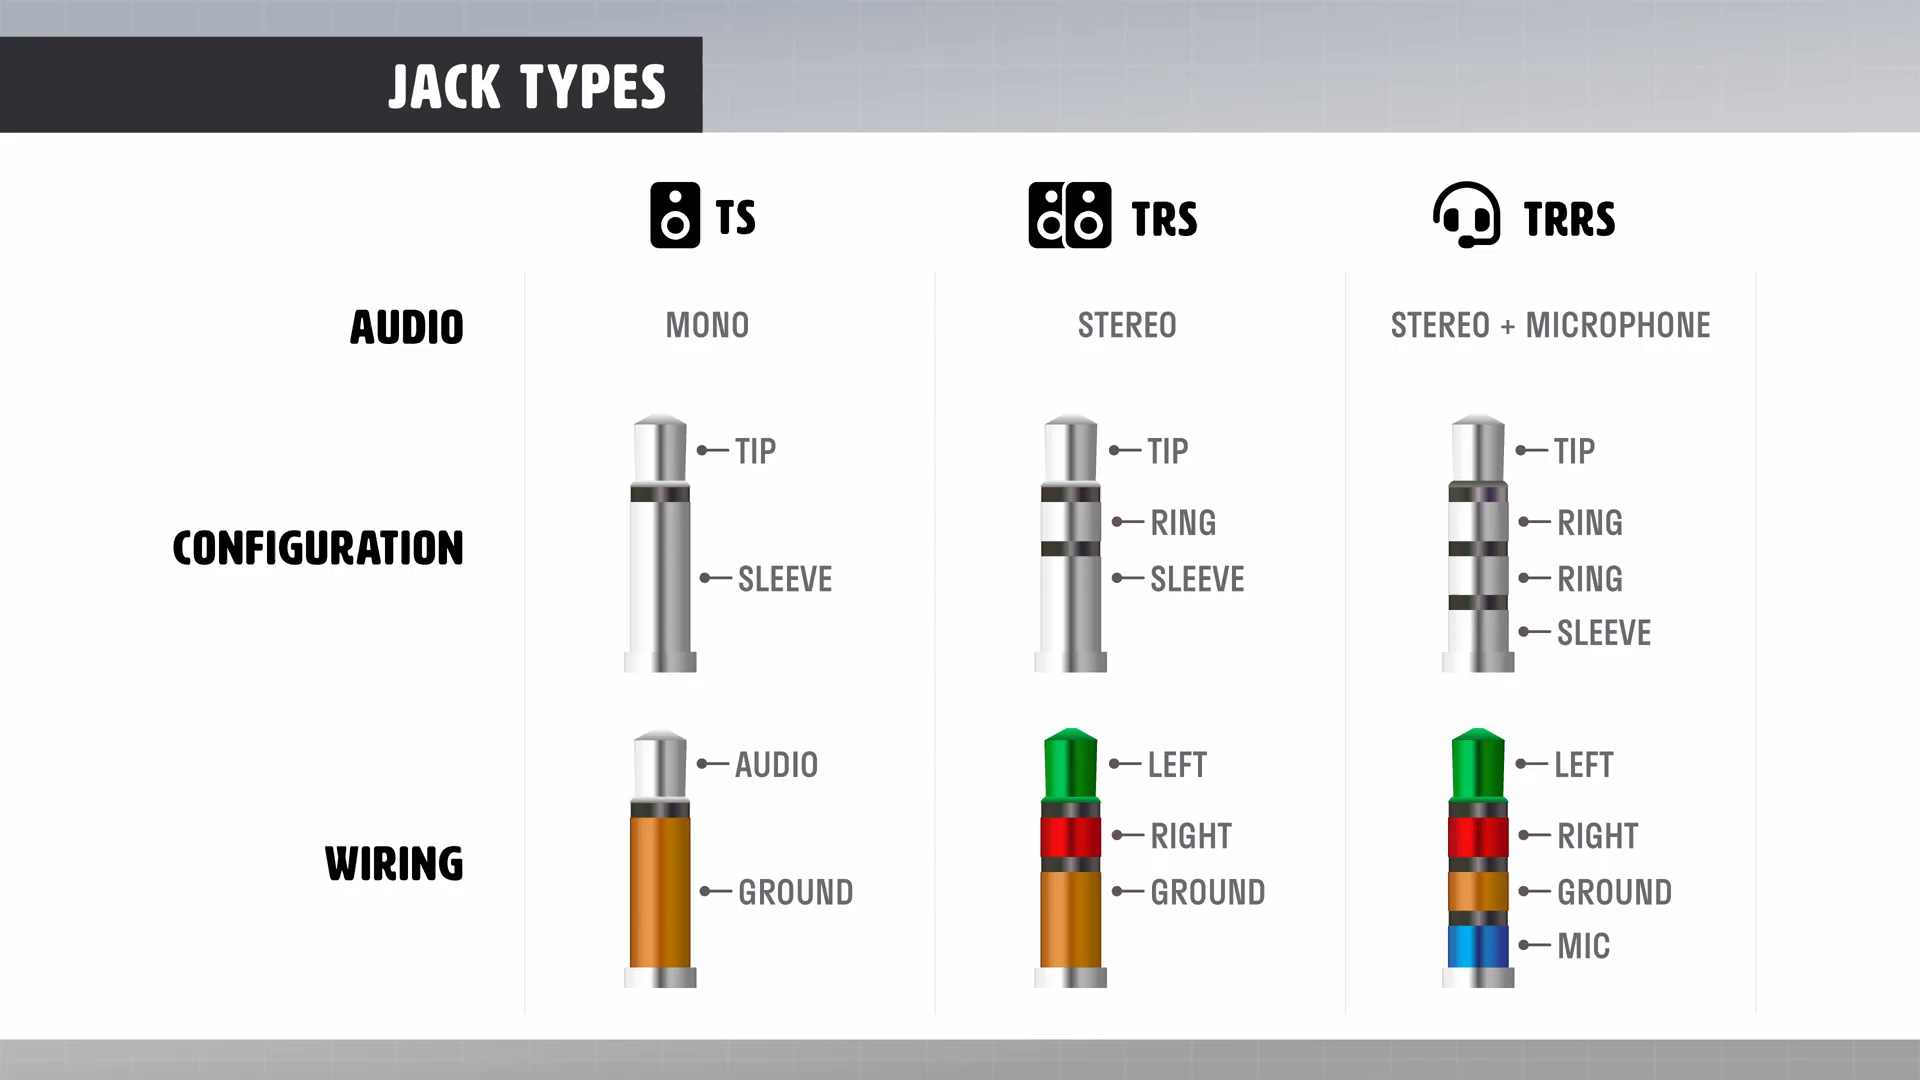 JACK TYPES
TS
TRS
TRRS
AUDIO
MONO
STEREO
STEREO + MICROPHONE
CONFIGURATION
TIP
SLEEVE
TIP
RING
SLEEVE
TIP
RING
RING
SLEEVE
WIRING
AUDIO
GROUND
LEFT
RIGHT
GROUND
LEFT
RIGHT
GROUND
MIC